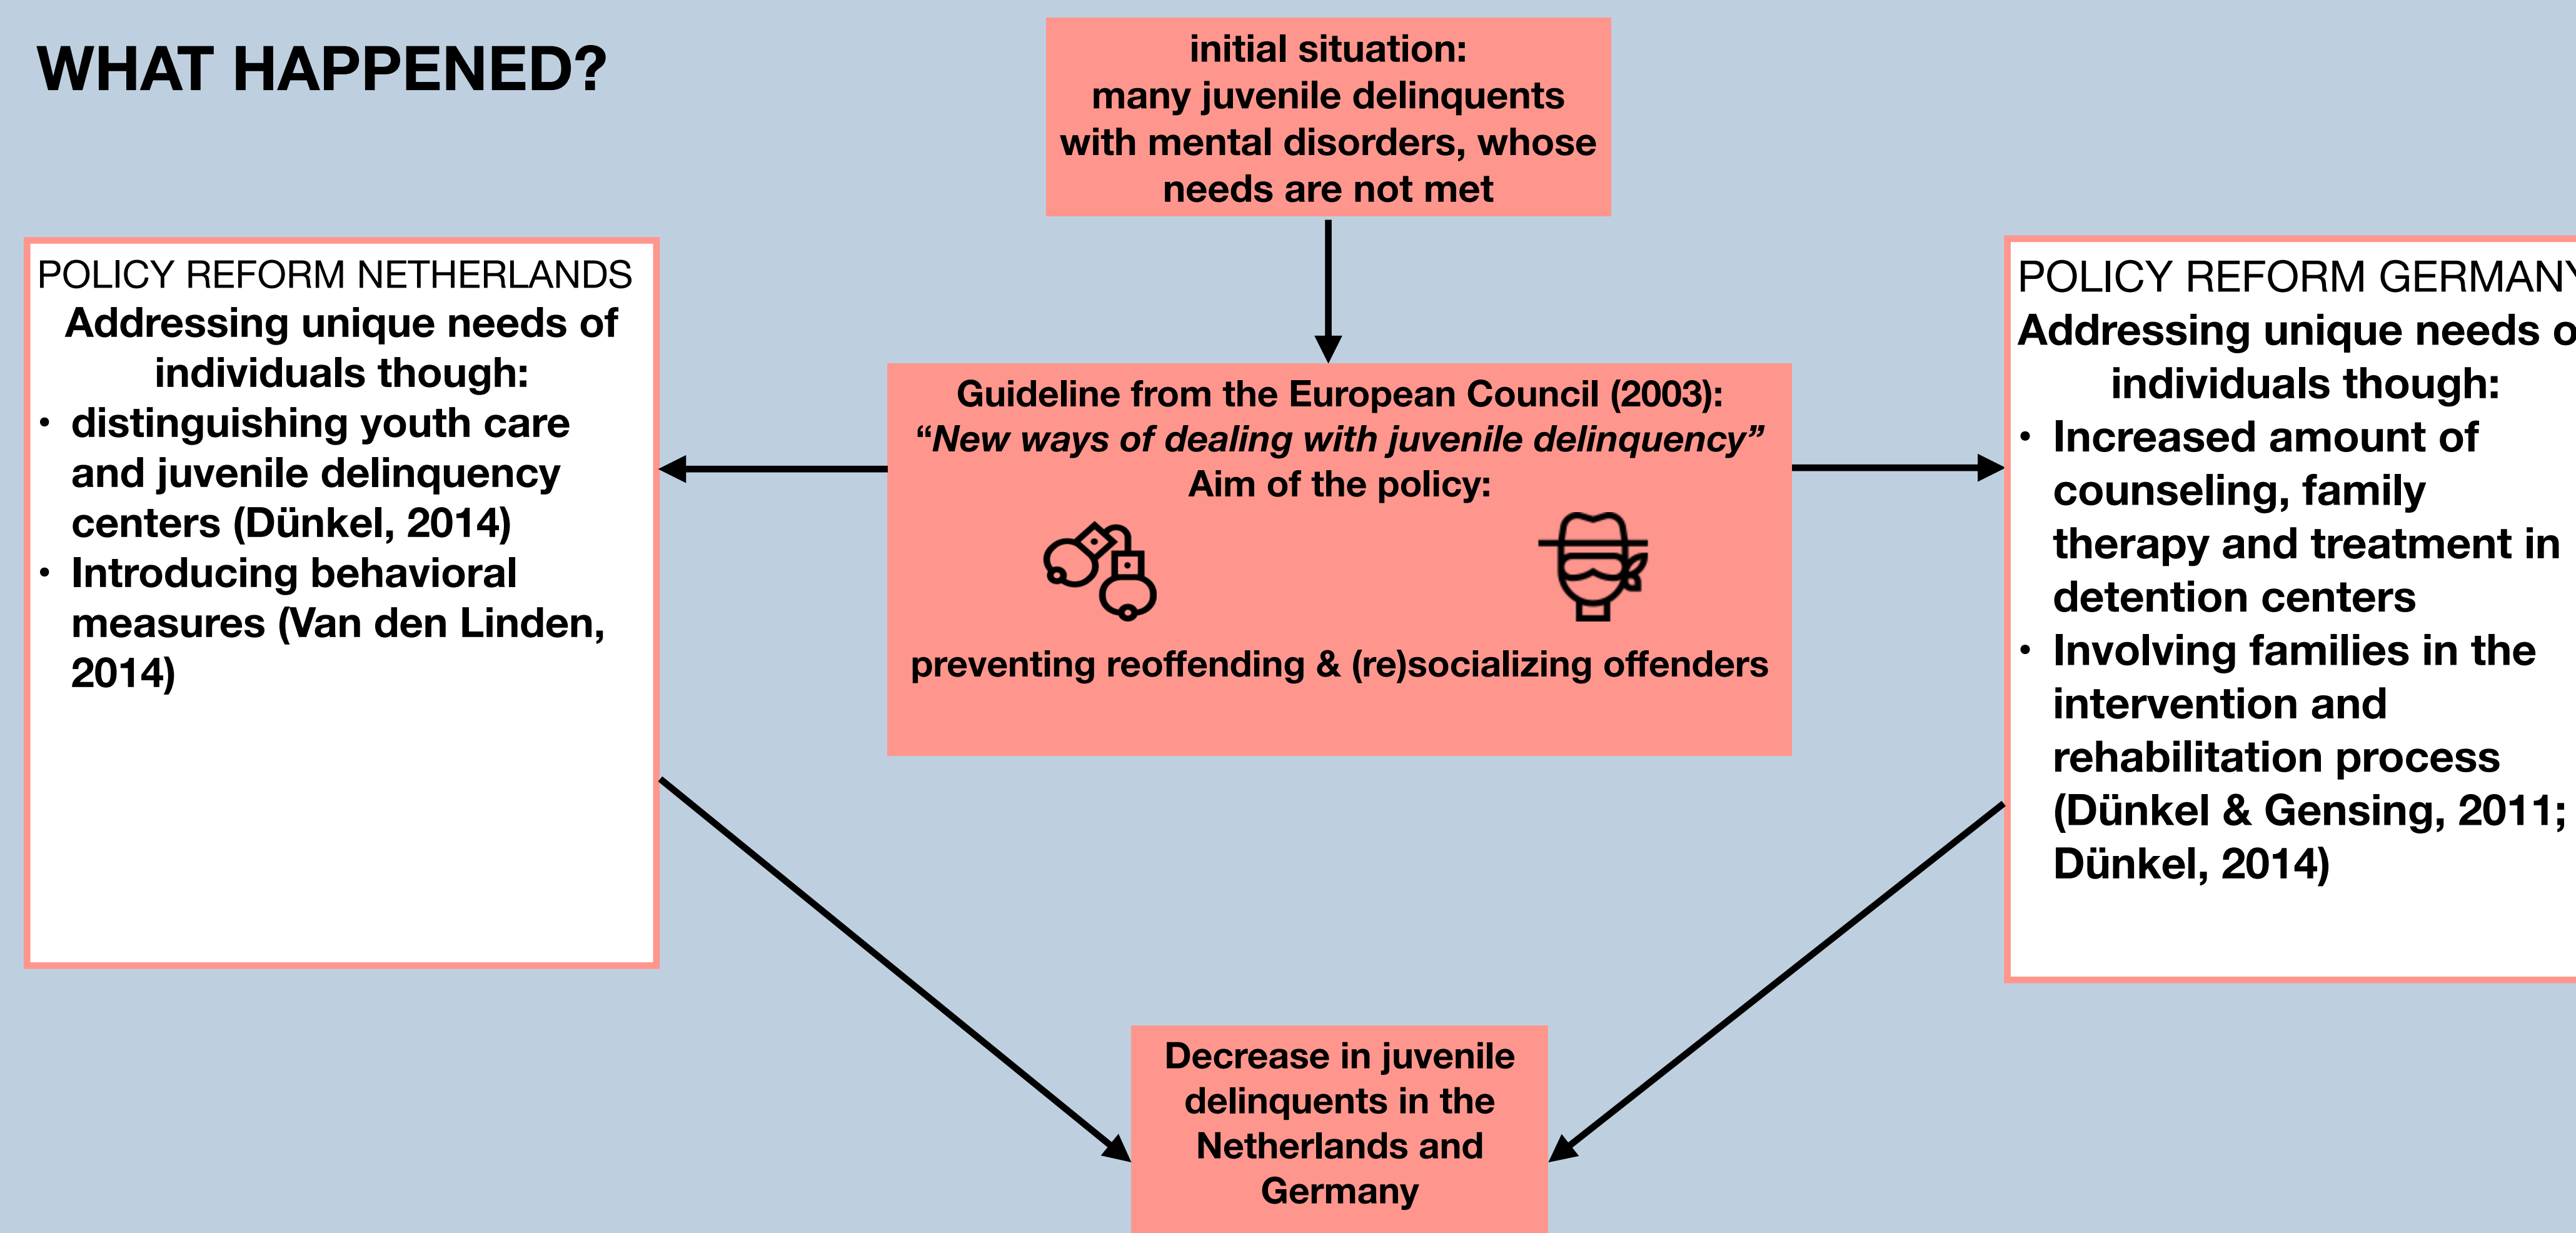 WHAT HAPPENED?
initial situation:
many juvenile delinquents
with mental disorders, whose
needs are not met
POLICY REFORM NETHERLANDS
Addressing unique needs of
individuals though:
• distinguishing youth care
and juvenile delinquency
centers (Dünkel, 2014)
• Introducing behavioral
measures (Van den Linden,
2014)
Guideline from the European Council (2003):
“New ways of dealing with juvenile delinquency”
Aim of the policy:
preventing reoffending & (re)socializing offenders
POLICY REFORM GERMANY
Addressing unique needs o
individuals though:
• Increased amount of
counseling, family
therapy and treatment in
detention centers
• Involving families in the
intervention and
rehabilitation process
(Dünkel & Gensing, 2011;
Dünkel, 2014)
Decrease in juvenile
delinquents in the
Netherlands and
Germany